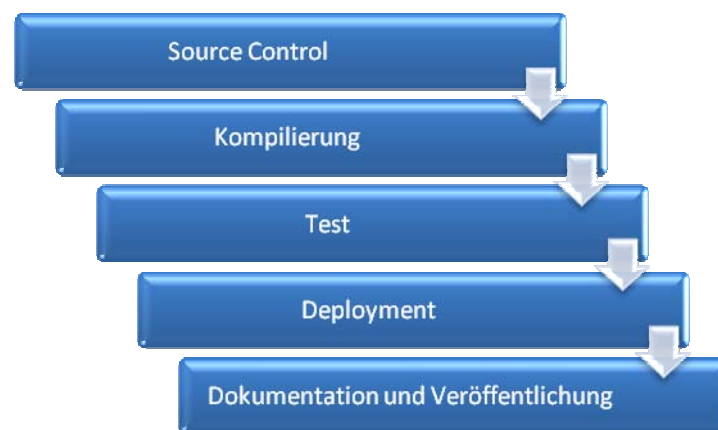 Source Control
Kompilierung
Test
Deployment
Dokumentation und Veröffentlichung